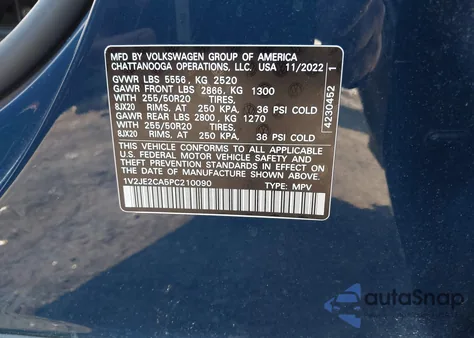 MFD BY VOLKSWAGEN GROUP OF AMERICA
CHATTANOOGA OPERATIONS, LLC. USA 11/2022
GVWR LBS 5556, KG 2520
GAWR FRONT LBS 2866, KG 1300
WITH 255/50R20 TIRES,
8JX20 RIMS, AT 250 KPA, 36 PSI COLD
GAWR REAR LBS 2800, KG 1270
WITH 255/50R20 TIRES,
8JX20 RIMS, AT 250 KPA, 36 PSI COLD
THIS VEHICLE CONFORMS TO ALL APPLICABLE
U.S. FEDERAL MOTOR VEHICLE SAFETY, BUMPER,
AND THEFT PREVENTION STANDARDS IN EFFECT ON
THE DATE OF MANUFACTURE SHOWN ABOVE.
1V2JE2CA5PC210090 TYPE: MPV
4230452 1
autoSnap